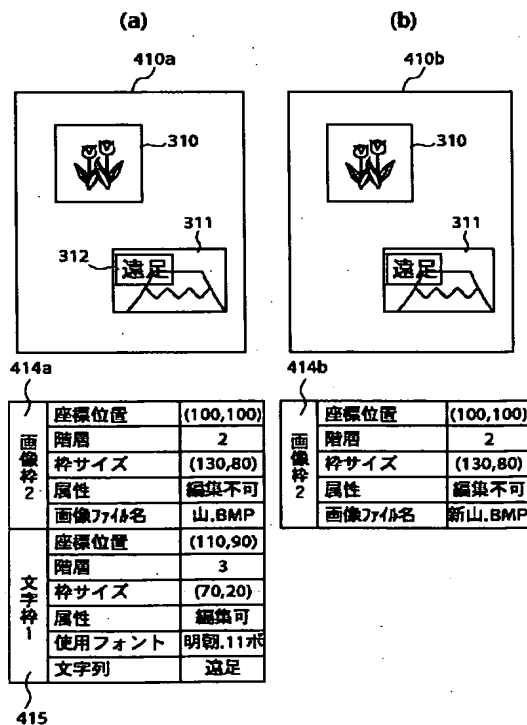 (a)
(b)
410a
410b
310
310
311
311
312
遠足
遠足
414a
414b
画像枠2
座標位置 (100,100)
階層 2
枠サイズ (130,80)
属性 編集不可
画像ファイル名 山.BMP
文字枠1
座標位置 (110,90)
階層 3
枠サイズ (70,20)
属性 編集可
使用フォント 明朝.11ポ
文字列 遠足
415
画像枠2
座標位置 (100,100)
階層 2
枠サイズ (130,80)
属性 編集不可
画像ファイル名 新山.BMP